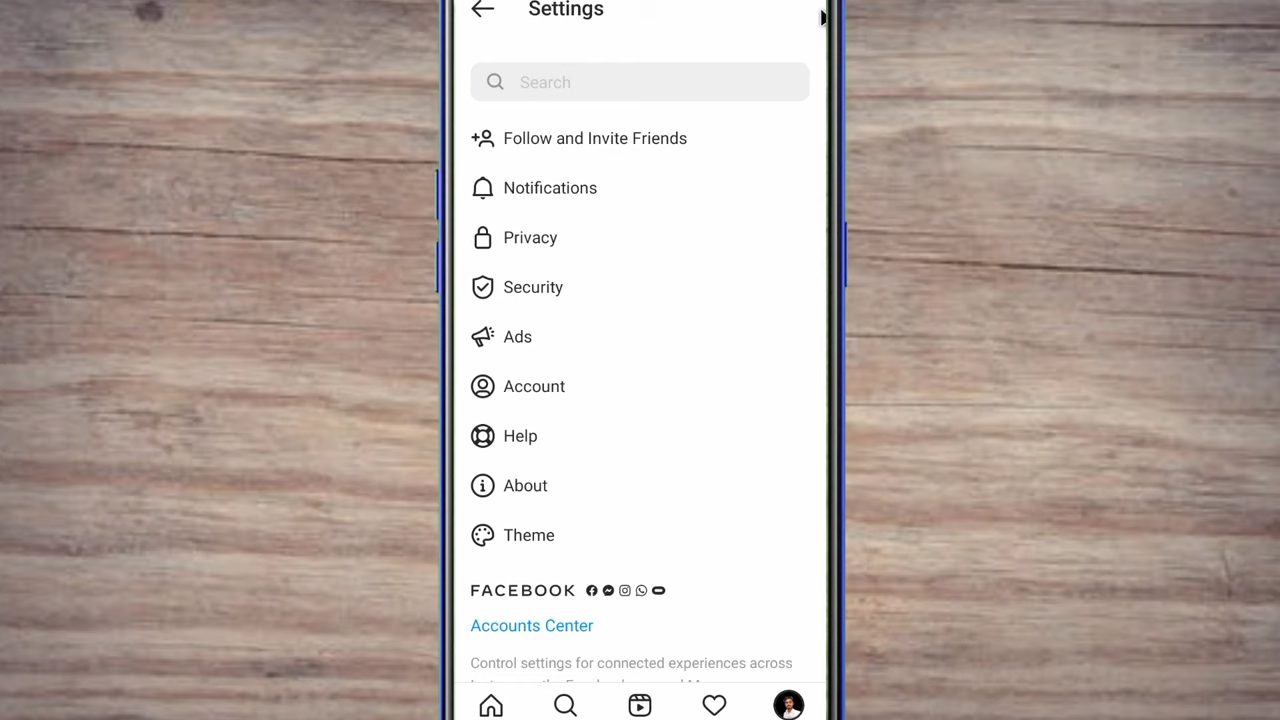 Settings
Search
Follow and Invite Friends
Notifications
Privacy
Security
Ads
Account
Help
About
Theme
FACEBOOK
Accounts Center
Control settings for connected experiences across